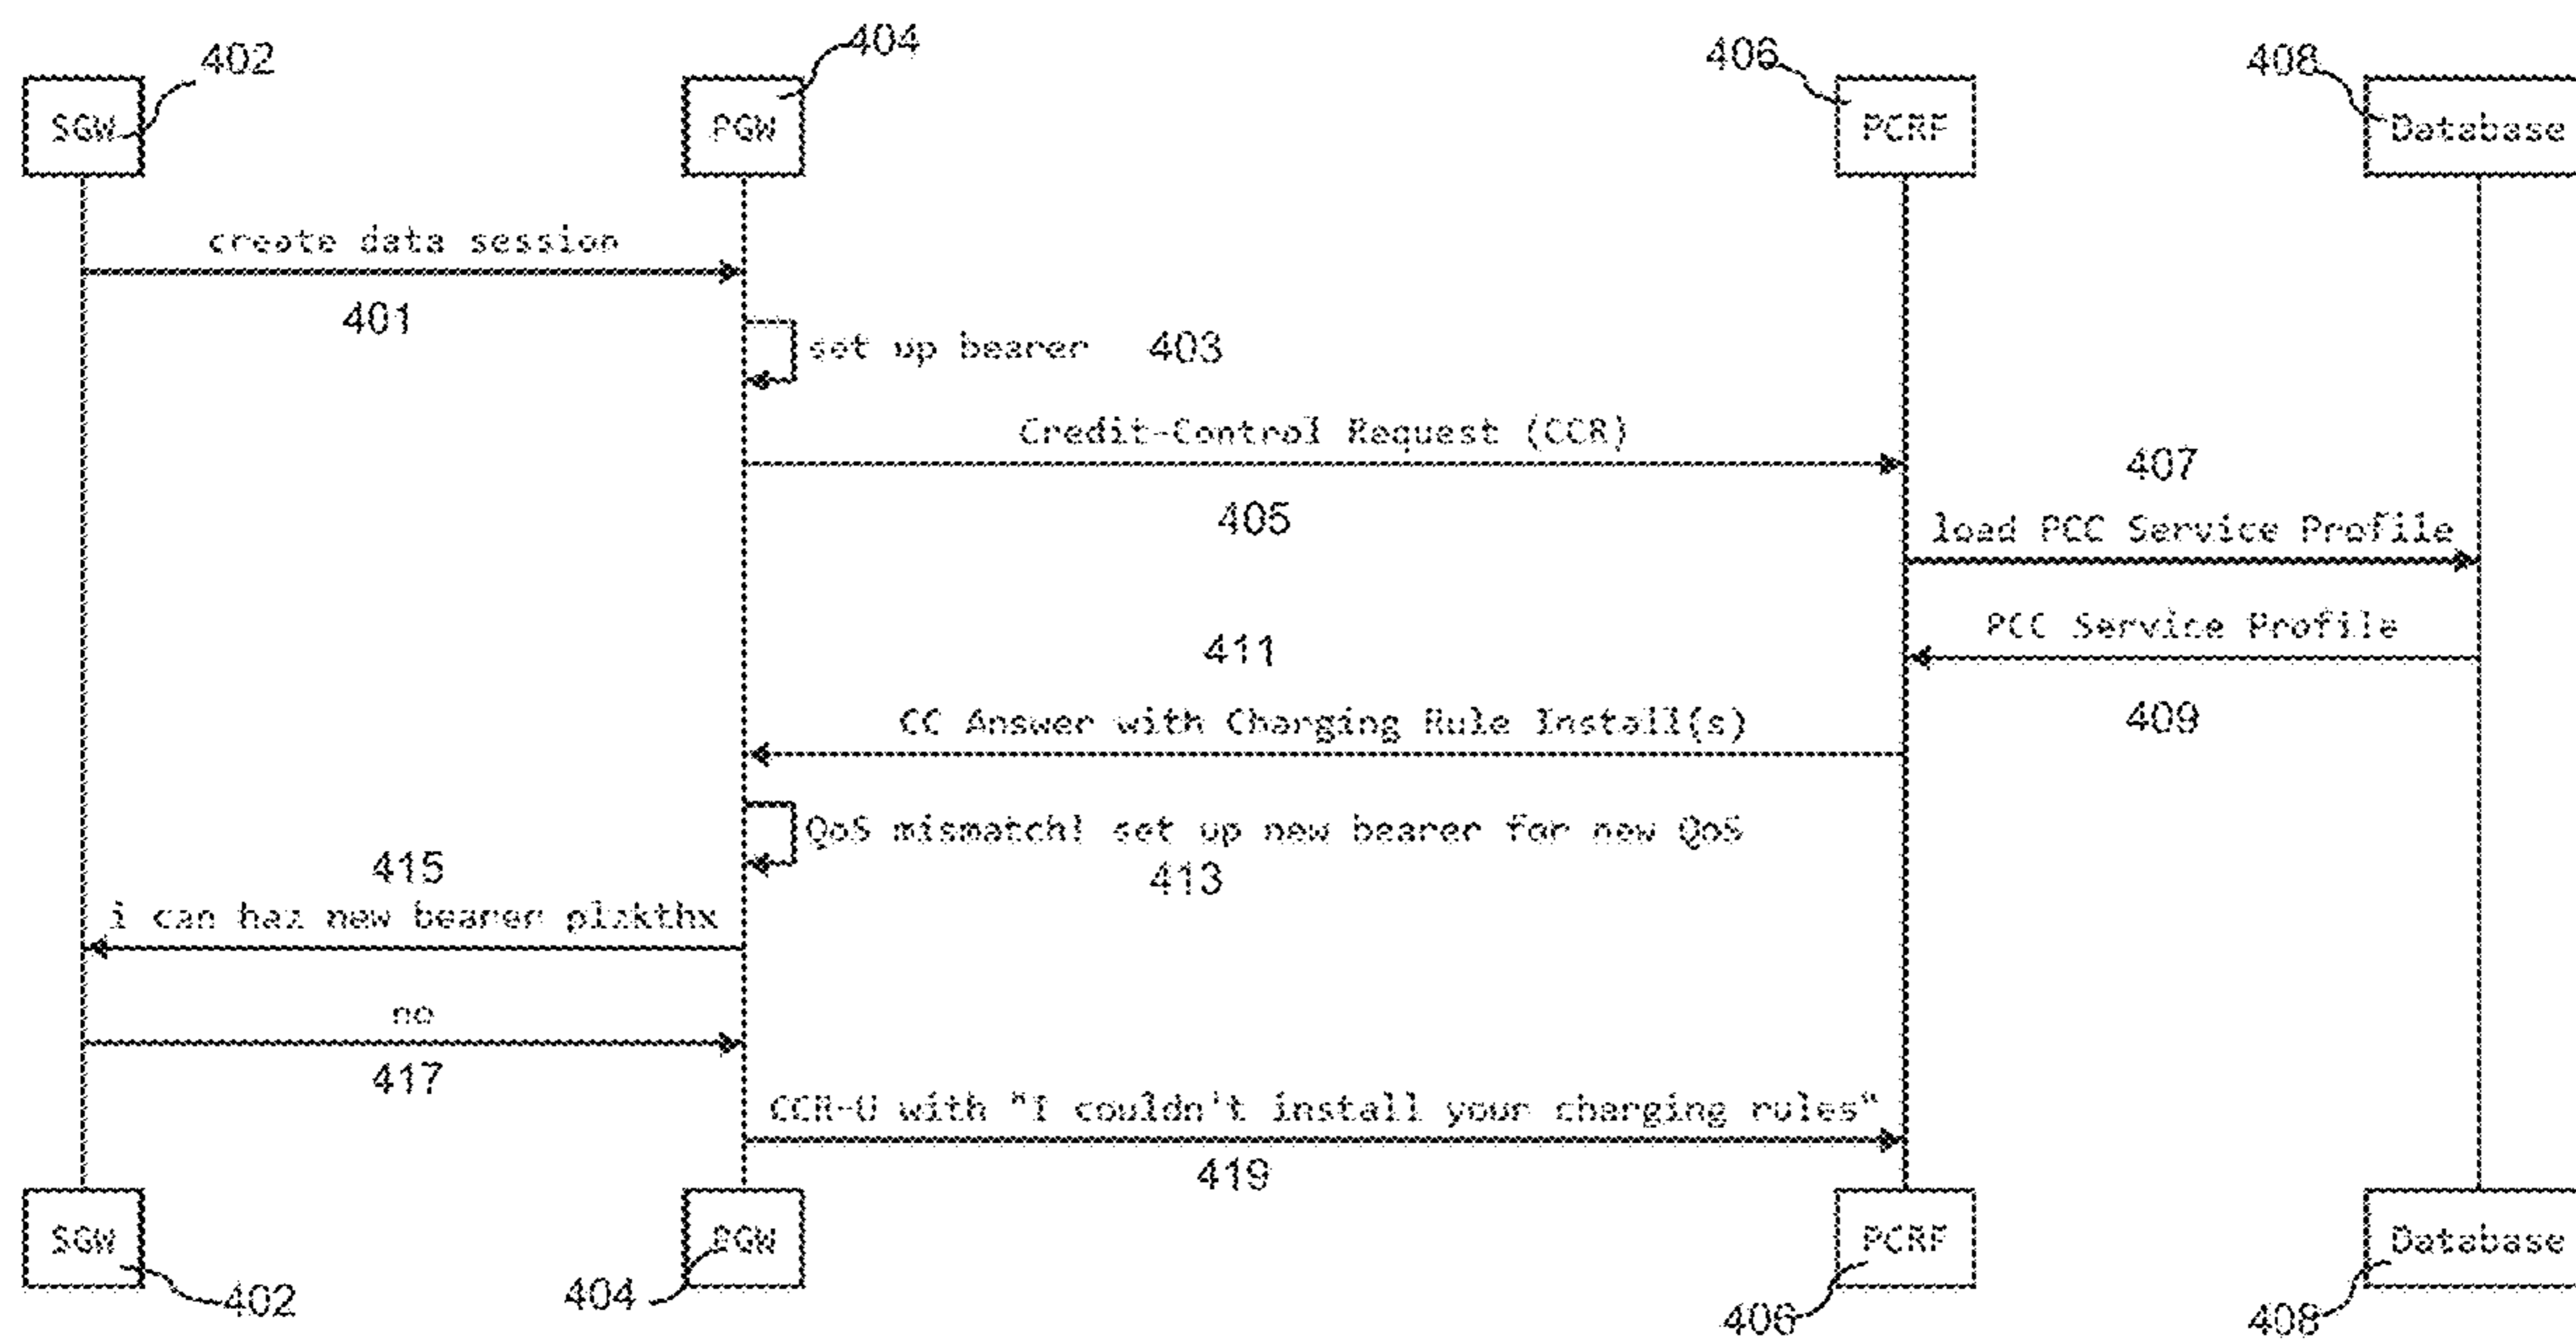 402
404
406
408
SGW
PGW
PCRF
Database
create data session
401
set up bearer 403
Credit-Control Request (CCR)
405
407
load PCC Service Profile
PCC Service Profile
409
411
CC Answer with Charging Rule Install(s)
QoS mismatch! set up new bearer for new QoS
413
415
i can haz new bearer plzkthx
no
417
CCR-U with "I couldn't install your charging rules"
419
SGW
PGW
PCRF
Database
402
404
406
408